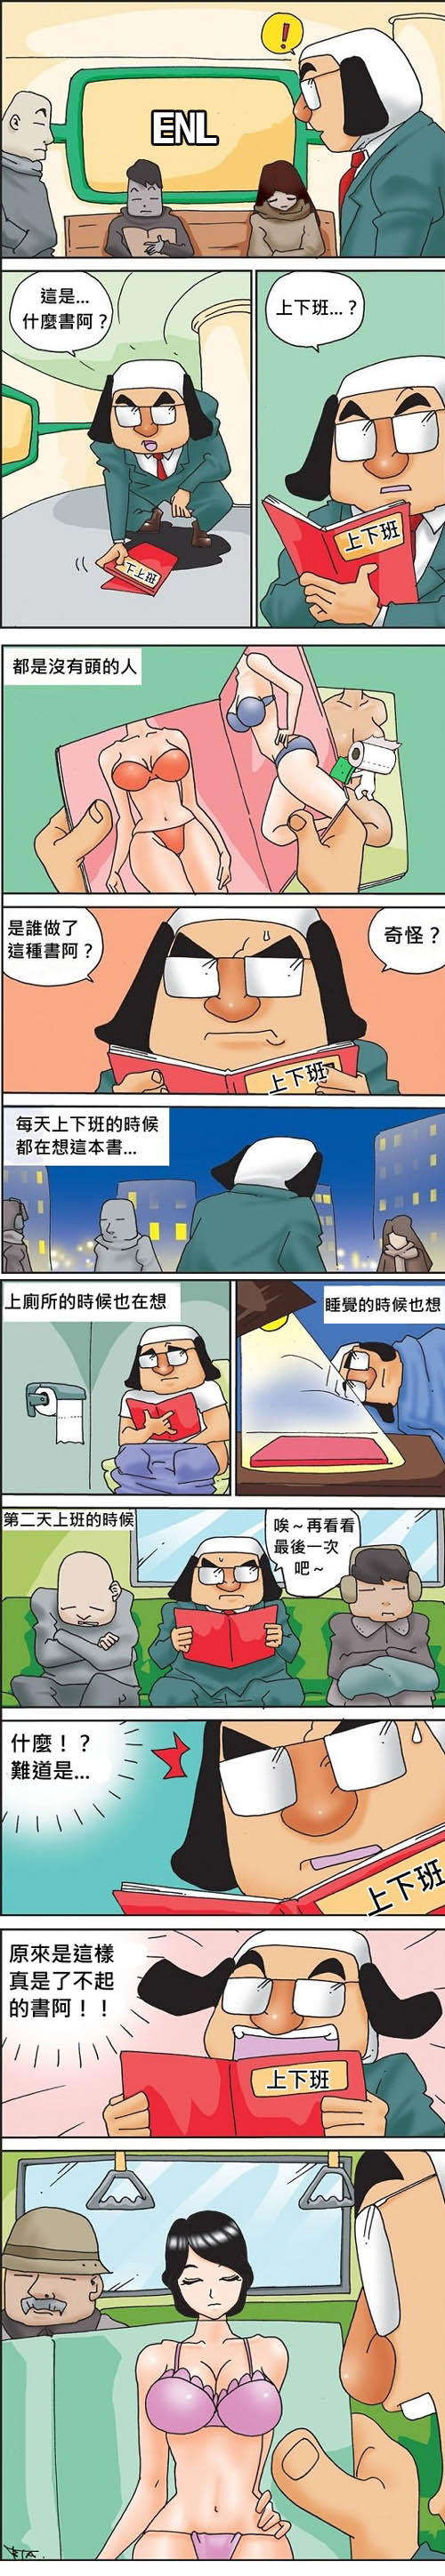 ENL
這是...
什麼書阿？
上下班
上下班...？
上下班
都是沒有頭的人
是誰做了
這種書阿？
奇怪？
上下班
每天上下班的時候
都在想這本書...
上廁所的時候也在想
睡覺的時候也想
第二天上班的時候
唉～再看看
最後一次
吧～
什麼！？
難道是...
上下班
原來是這樣
真是了不起
的書阿！！
上下班